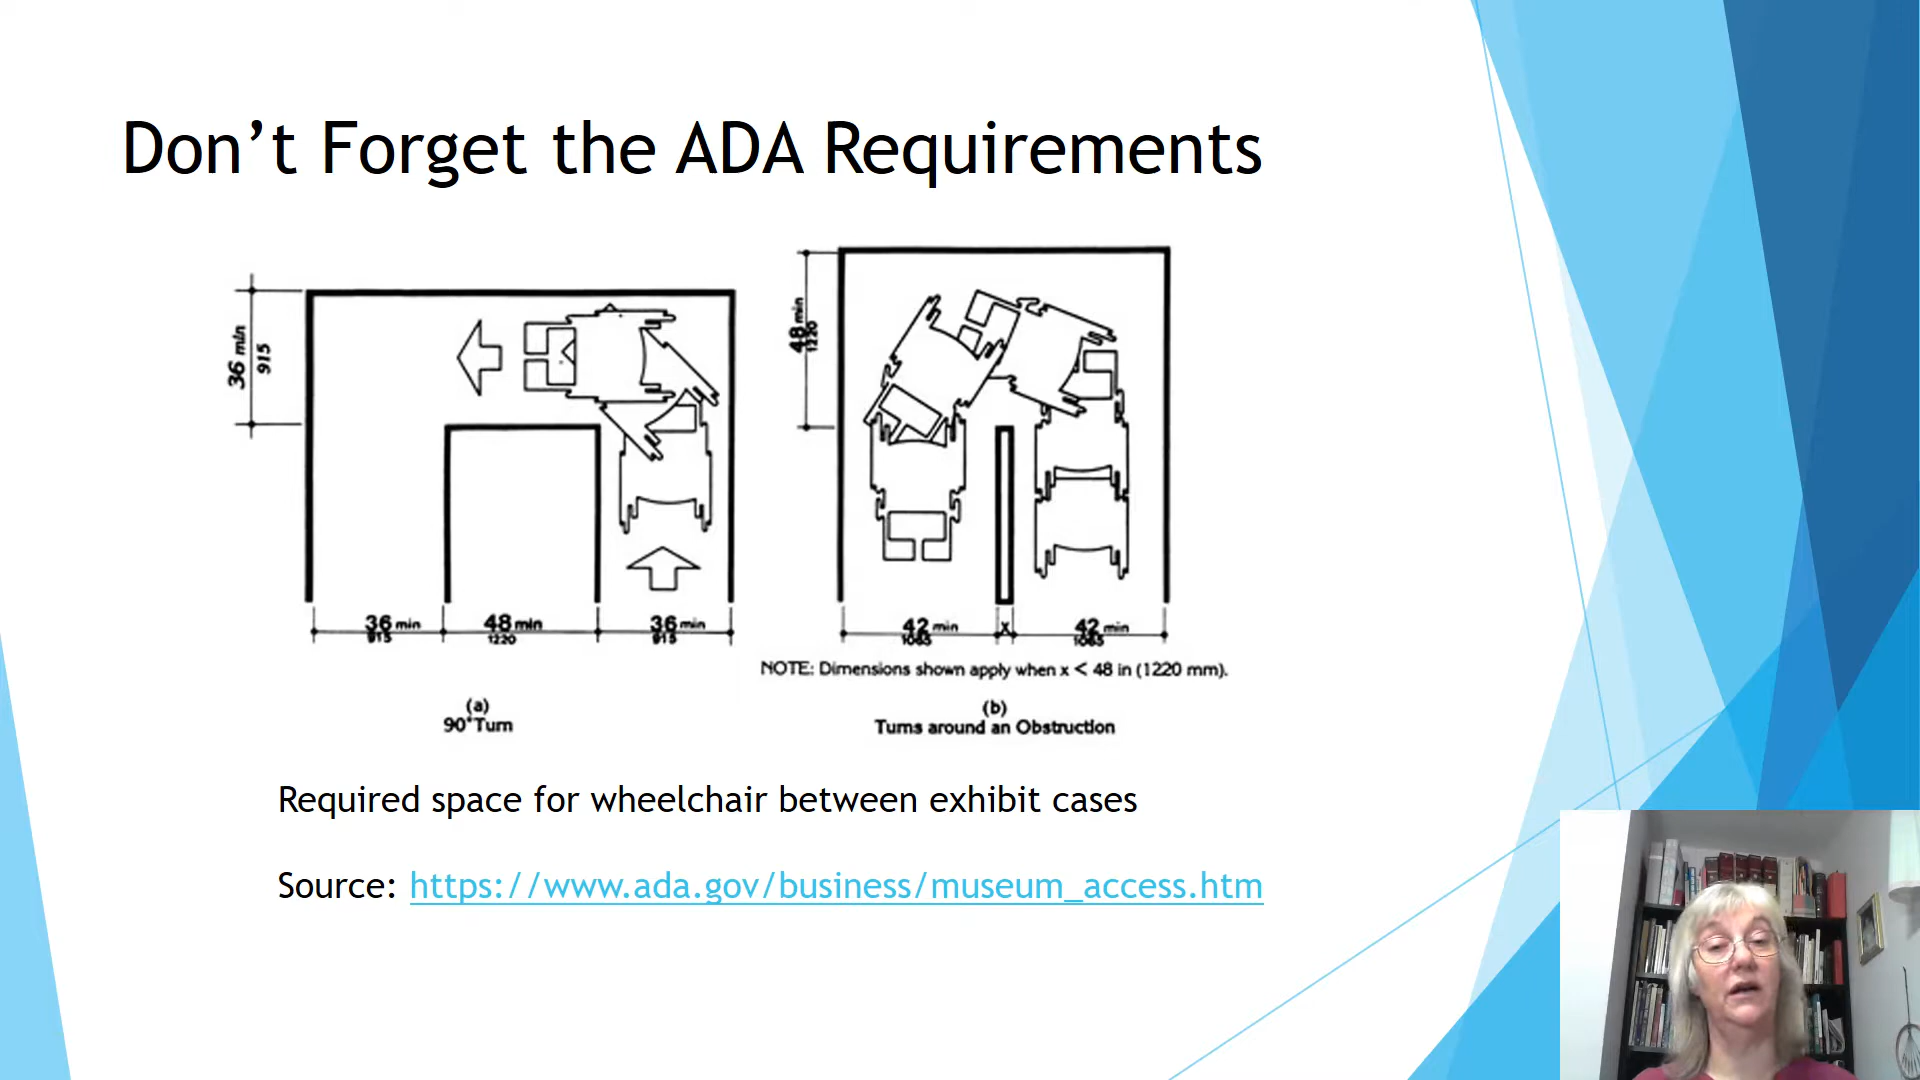 Don’t Forget the ADA Requirements
36 min
915
36 min
915
48 min
1220
36 min
915
(a)
90°Turn
48 min
1220
42 min
1065
x
42 min
1065
NOTE: Dimensions shown apply when x < 48 in (1220 mm).
(b)
Turns around an Obstruction
Required space for wheelchair between exhibit cases
Source: https://www.ada.gov/business/museum_access.htm